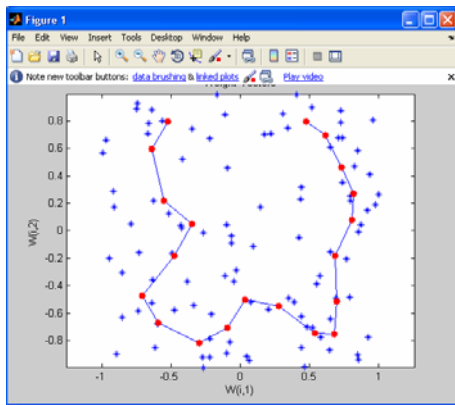 Figure 1
File Edit View Insert Tools Desktop Window Help
Note new toolbar buttons: data brushing & linked plots Play video
Weight Vectors
0.8
0.6
0.4
0.2
0
-0.2
-0.4
-0.6
-0.8
W(i,2)
-1 -0.5 0 0.5 1
W(i,1)